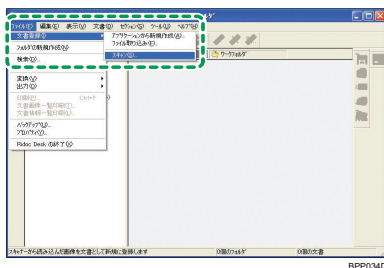 ファイル(F) 編集(E) 表示(V) 文書(D) セクション(S) ツール(U) ヘルプ(H)
文書登録(I)
アプリケーションから新規作成(A)...
ファイル取り込み(F)...
スキャン(S)...
フォルダの新規作成(N)
検索(O)...
ワークフォルダ
変換(V)
出力(O)
印刷(P)... Ctrl+P
文書画像一覧印刷(I)...
文書情報一覧印刷(L)...
バックアップ(U)...
プロパティ(Y)...
Ridoc Desk の終了(X)
スキャナーから読み込んだ画像を文書として新規に登録します
0個のフォルダ
0個の文書
BPP034D